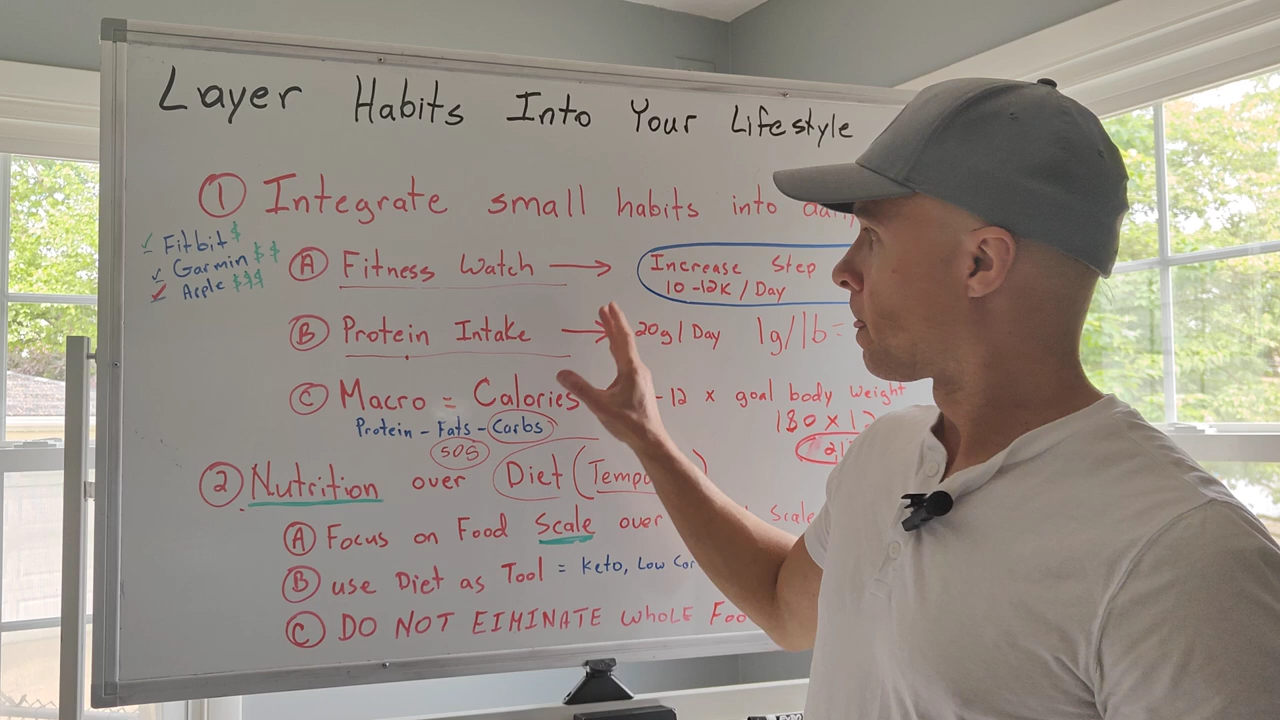 Layer Habits Into Your Lifestyle
① Integrate small habits into
✓ Fitbit $
✓ Garmin $$
✓ Apple $$$
Ⓐ Fitness Watch → Increase Step
10-12K / Day
Ⓑ Protein Intake → 20g / Day 1g/lb =
Ⓒ Macro = Calories -12 x goal body weight
Protein - Fats - Carbs
180 x 12
SOS
② Nutrition over Diet (
Ⓐ Focus on Food Scale over Scale
Ⓑ use Diet as Tool = Keto, Low
Ⓒ DO NOT EIMINATE WHOLE